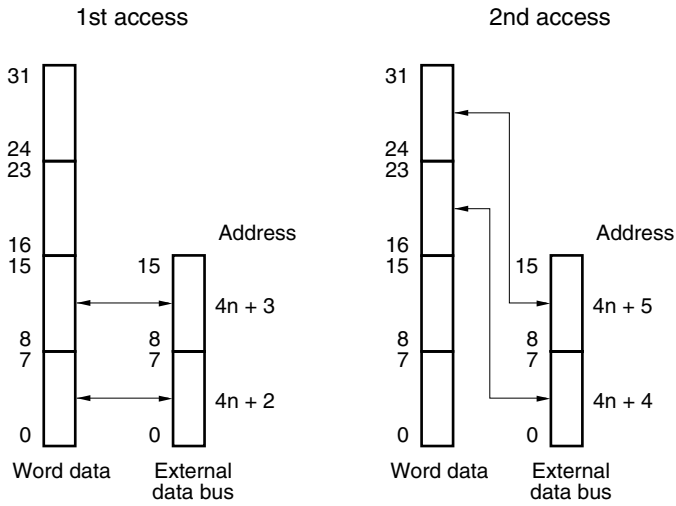 1st access
31
24
23
16
15
8
7
0
Address
15
8
7
0
4n + 3
4n + 2
Word data
External
data bus
2nd access
31
24
23
16
15
8
7
0
Address
15
8
7
0
4n + 5
4n + 4
Word data
External
data bus